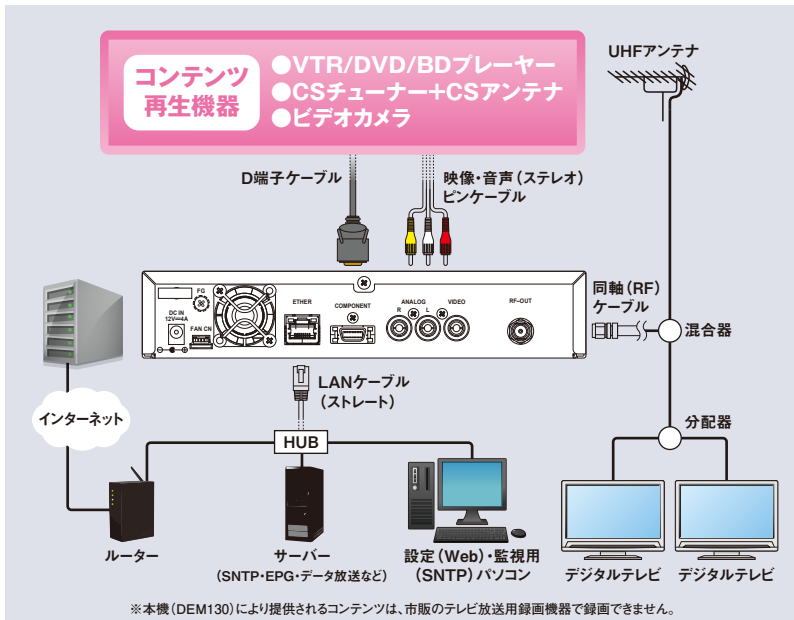 コンテンツ
再生機器
●VTR/DVD/BDプレーヤー
●CSチューナー+CSアンテナ
●ビデオカメラ
UHFアンテナ
D端子ケーブル
映像・音声(ステレオ)
ピンケーブル
FG
DC IN
12V⎓4A
FAN CN
ETHER
COMPONENT
ANALOG
R L
VIDEO
RF-OUT
同軸(RF)
ケーブル
混合器
LANケーブル
(ストレート)
インターネット
HUB
分配器
ルーター
サーバー
(SNTP・EPG・データ放送など)
設定(Web)・監視用
(SNTP)パソコン
デジタルテレビ
デジタルテレビ
※本機(DEM130)により提供されるコンテンツは、市販のテレビ放送用録画機器で録画できません。